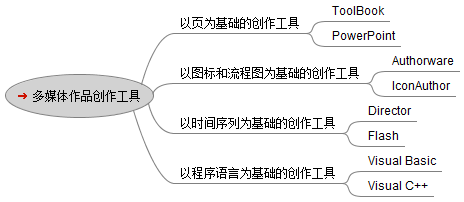 多媒体作品创作工具
以页为基础的创作工具
ToolBook
PowerPoint
以图标和流程图为基础的创作工具
Authorware
IconAuthor
以时间序列为基础的创作工具
Director
Flash
以程序语言为基础的创作工具
Visual Basic
Visual C++